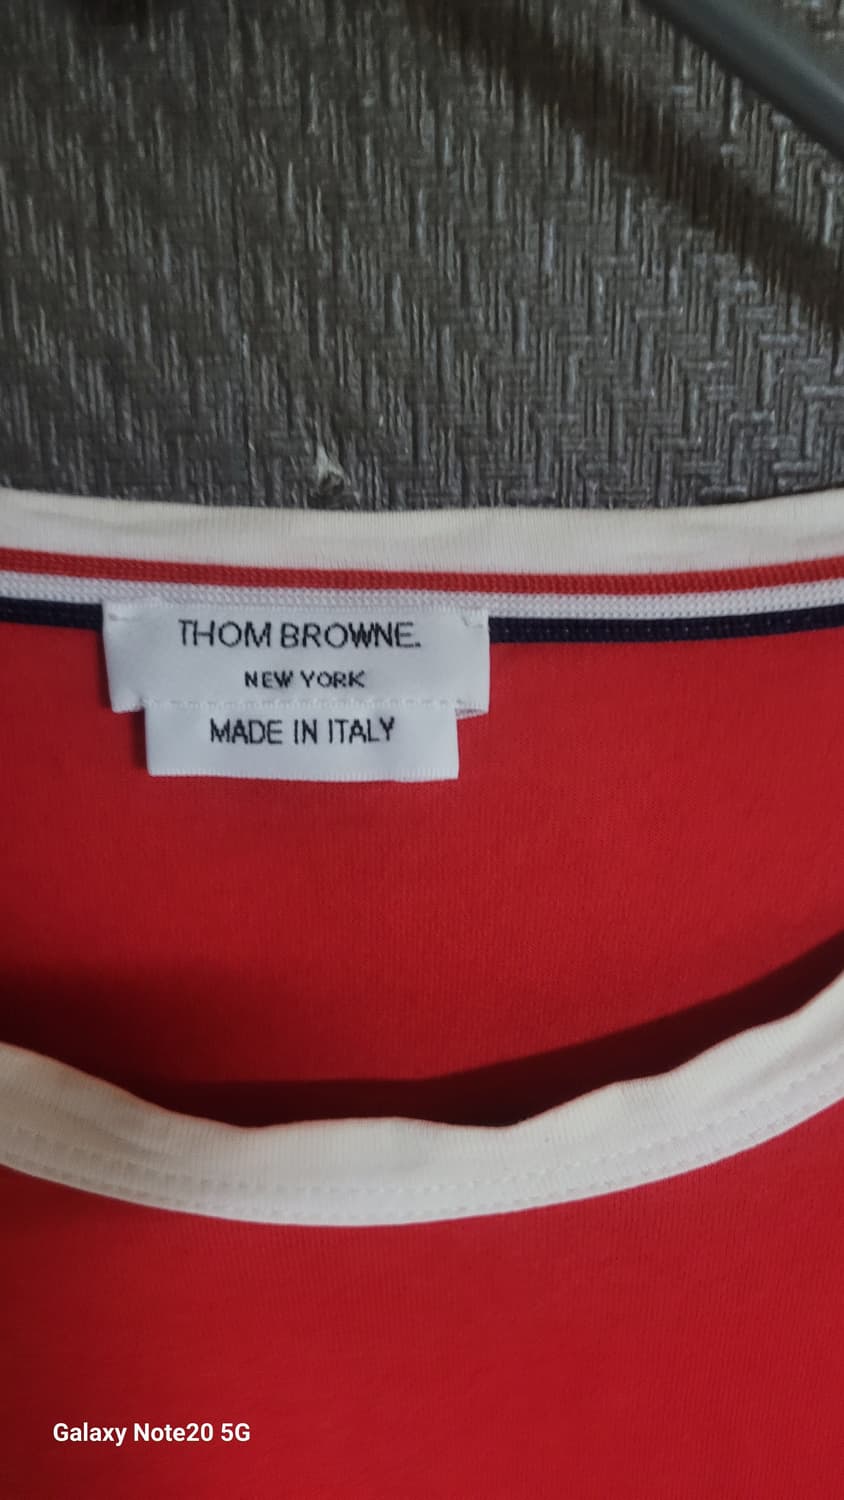 THOM BROWNE.
NEW YORK
MADE IN ITALY
Galaxy Note20 5G